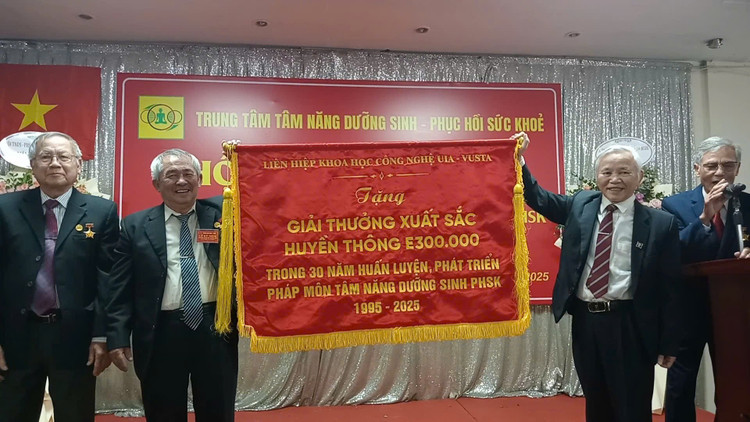 TRUNG TÂM TÂM NĂNG DƯỠNG SINH - PHỤC HỒI SỨC KHOẺ
LIÊN HIỆP KHOA HỌC CÔNG NGHỆ UIA - VUSTA
Tặng
GIẢI THƯỞNG XUẤT SẮC
HUYỀN THÔNG E300.000
TRONG 30 NĂM HUẤN LUYỆN, PHÁT TRIỂN
PHÁP MÔN TÂM NĂNG DƯỠNG SINH PHSK
1995 - 2025
HSK
2025